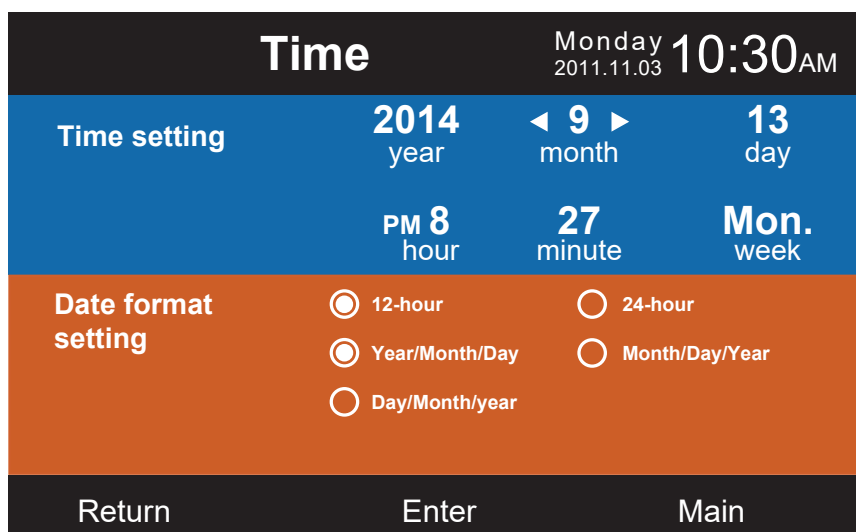 Time
Monday
2011.11.03
10:30AM
Time setting
2014 9 13
year month day
PM 8 27 Mon.
hour minute week
Date format
setting
12-hour 24-hour
Year/Month/Day Month/Day/Year
Day/Month/year
Return Enter Main